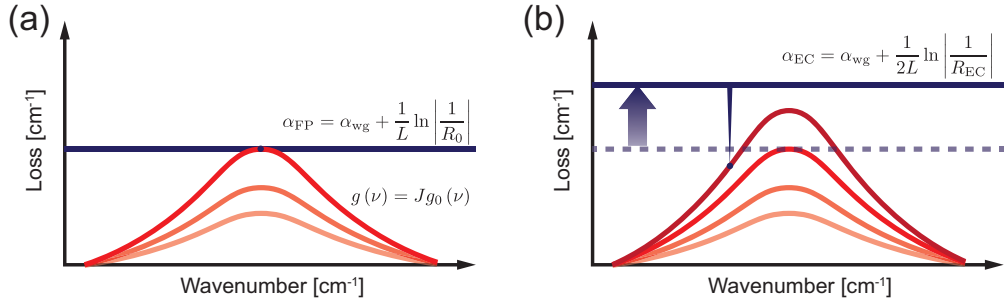 (a)
Loss [cm⁻¹]
α_FP = α_wg + 1/L ln |1/R_0|
g(ν) = Jg_0(ν)
Wavenumber [cm⁻¹]
(b)
Loss [cm⁻¹]
α_EC = α_wg + 1/2L ln |1/R_EC|
Wavenumber [cm⁻¹]